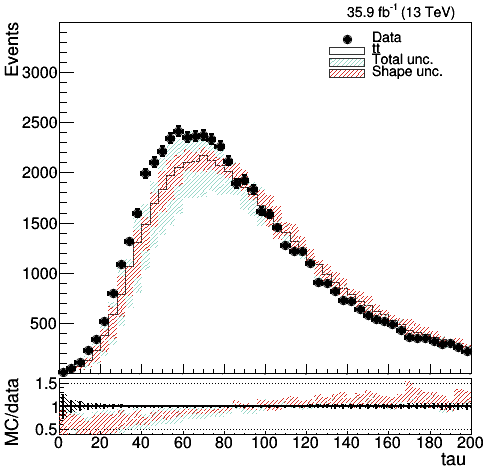 35.9 fb⁻¹ (13 TeV)
Events
3000
2500
2000
1500
1000
500
Data
tt̄
Total unc.
Shape unc.
MC/data
1.5
1
0.5
0 20 40 60 80 100 120 140 160 180 200
tau